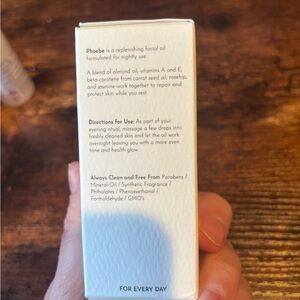 Phoebe is a replenishing facial oil
formulated for nightly use.
A blend of almond oil, vitamins A and E,
beta-carotene from carrot seed oil, rosehip,
and jasmine work together to repair and
protect skin while you rest.
Directions for Use: As part of your
evening ritual, massage a few drops into
freshly cleansed skin and let the oil work
overnight leaving you with a more even
tone and health glow.
Always Clean and Free From Parabens /
Mineral Oil / Synthetic Fragrance /
Phthalates / Phenoxyethanol /
Formaldehyde / GMO's
FOR EVERY DAY